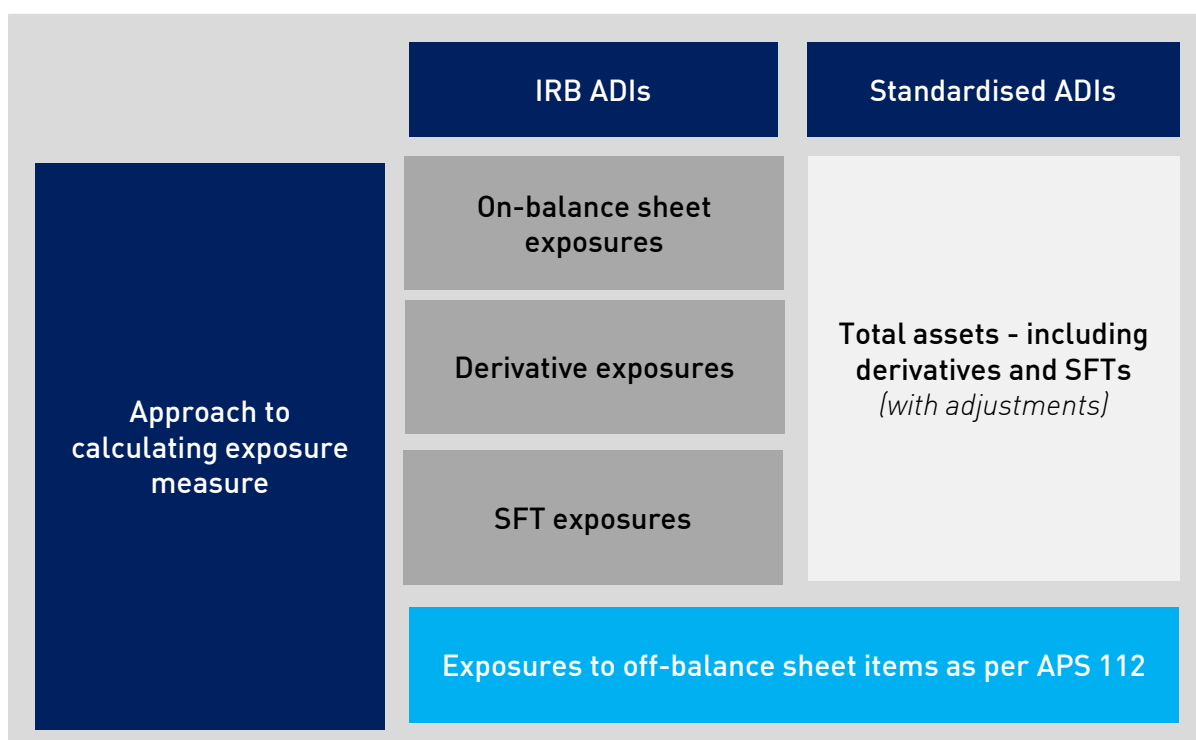 IRB ADIs
Standardised ADIs
Approach to
calculating exposure
measure
On-balance sheet
exposures
Derivative exposures
SFT exposures
Total assets - including
derivatives and SFTs
(with adjustments)
Exposures to off-balance sheet items as per APS 112